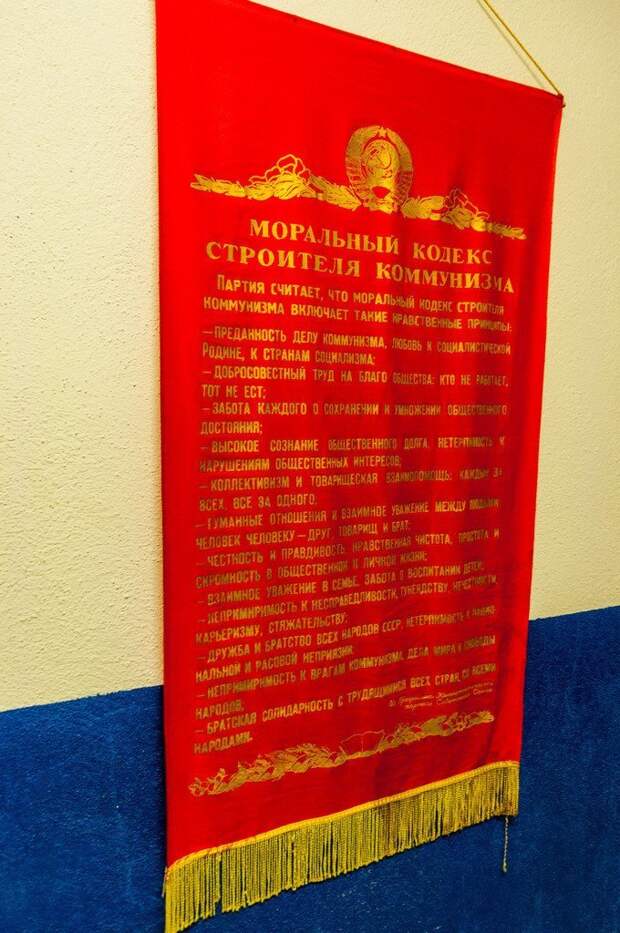 МОРАЛЬНЫЙ КОДЕКС
СТРОИТЕЛЯ КОММУНИЗМА
ПАРТИЯ СЧИТАЕТ, ЧТО МОРАЛЬНЫЙ КОДЕКС СТРОИТЕЛЯ
КОММУНИЗМА ВКЛЮЧАЕТ ТАКИЕ НРАВСТВЕННЫЕ ПРИНЦИПЫ:
—ПРЕДАННОСТЬ ДЕЛУ КОММУНИЗМА, ЛЮБОВЬ К СОЦИАЛИСТИЧЕСКОЙ
РОДИНЕ, К СТРАНАМ СОЦИАЛИЗМА;
—ДОБРОСОВЕСТНЫЙ ТРУД НА БЛАГО ОБЩЕСТВА: КТО НЕ РАБОТАЕТ,
ТОТ НЕ ЕСТ;
—ЗАБОТА КАЖДОГО О СОХРАНЕНИИ И УМНОЖЕНИИ ОБЩЕСТВЕННОГО
ДОСТОЯНИЯ;
—ВЫСОКОЕ СОЗНАНИЕ ОБЩЕСТВЕННОГО ДОЛГА, НЕТЕРПИМОСТЬ К
НАРУШЕНИЯМ ОБЩЕСТВЕННЫХ ИНТЕРЕСОВ;
—КОЛЛЕКТИВИЗМ И ТОВАРИЩЕСКАЯ ВЗАИМОПОМОЩЬ: КАЖДЫЙ ЗА
ВСЕХ, ВСЕ ЗА ОДНОГО.
—ГУМАННЫЕ ОТНОШЕНИЯ И ВЗАИМНОЕ УВАЖЕНИЕ МЕЖДУ ЛЮДЬМИ
ЧЕЛОВЕК ЧЕЛОВЕКУ—ДРУГ, ТОВАРИЩ И БРАТ;
—ЧЕСТНОСТЬ И ПРАВДИВОСТЬ, НРАВСТВЕННАЯ ЧИСТОТА, ПРОСТОТА И
СКРОМНОСТЬ В ОБЩЕСТВЕННОЙ И ЛИЧНОЙ ЖИЗНИ;
—ВЗАИМНОЕ УВАЖЕНИЕ В СЕМЬЕ, ЗАБОТА О ВОСПИТАНИИ ДЕТЕЙ;
—НЕПРИМИРИМОСТЬ К НЕСПРАВЕДЛИВОСТИ, ТУНЕЯДСТВУ, НЕЧЕСТНОСТИ,
КАРЬЕРИЗМУ, СТЯЖАТЕЛЬСТВУ;
—ДРУЖБА И БРАТСТВО ВСЕХ НАРОДОВ СССР, НЕТЕРПИМОСТЬ К НАЦИО-
НАЛЬНОЙ И РАСОВОЙ НЕПРИЯЗНИ;
—НЕПРИМИРИМОСТЬ К ВРАГАМ КОММУНИЗМА, ДЕЛА МИРА И СВОБОДЫ
НАРОДОВ;
—БРАТСКАЯ СОЛИДАРНОСТЬ С ТРУДЯЩИМИСЯ ВСЕХ СТРАН, СО ВСЕМИ
НАРОДАМИ.